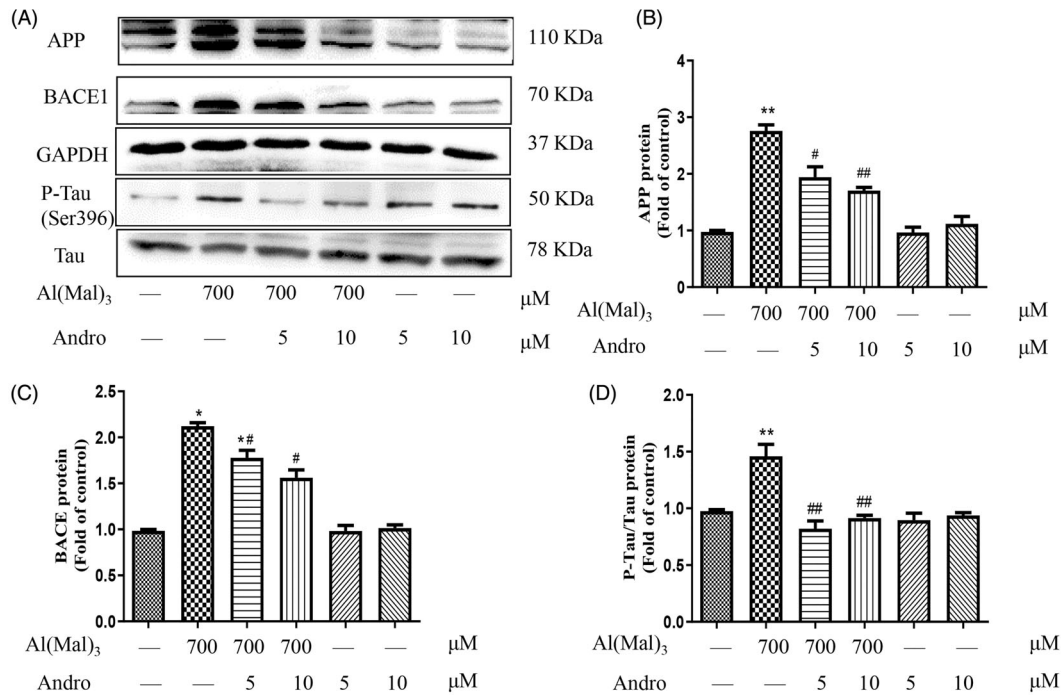 (A)
APP
110 KDa
BACE1
70 KDa
GAPDH
37 KDa
P-Tau
(Ser396)
50 KDa
Tau
78 KDa
Al(Mal)3 — 700 700 700 — — μM
Andro — — 5 10 5 10 μM
(B)
APP protein
(Fold of control)
4
3
2
1
0
**
#
##
Al(Mal)3 — 700 700 700 — — μM
Andro — — 5 10 5 10 μM
(C)
BACE protein
(Fold of control)
2.5
2.0
1.5
1.0
0.5
0.0
*
*#
#
Al(Mal)3 — 700 700 700 — — μM
Andro — — 5 10 5 10 μM
(D)
P-Tau/Tau protein
(Fold of control)
2.0
1.5
1.0
0.5
0.0
**
##
##
Al(Mal)3 — 700 700 700 — — μM
Andro — — 5 10 5 10 μM